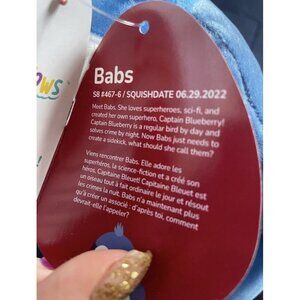 OWS
!
Babs
S8 #467-6 / SQUISHDATE 06.29.2022
Meet Babs. She loves superheroes, sci-fi, and
created her own superhero, Captain Blueberry!
Captain Blueberry is a regular bird by day and
solves crime by night. Now Babs just needs to
create a sidekick, what should she call them?
Viens rencontrer Babs. Elle adore les
superhéros, la science-fiction et a créé son
héros, Capitaine Bleuet! Capitaine Bleuet est
un oiseau tout à fait ordinaire le jour et résout
les crimes la nuit. Babs n'a maintenant plus
qu'à créer un associé : d'après toi, comment
devrait-elle l'appeler?